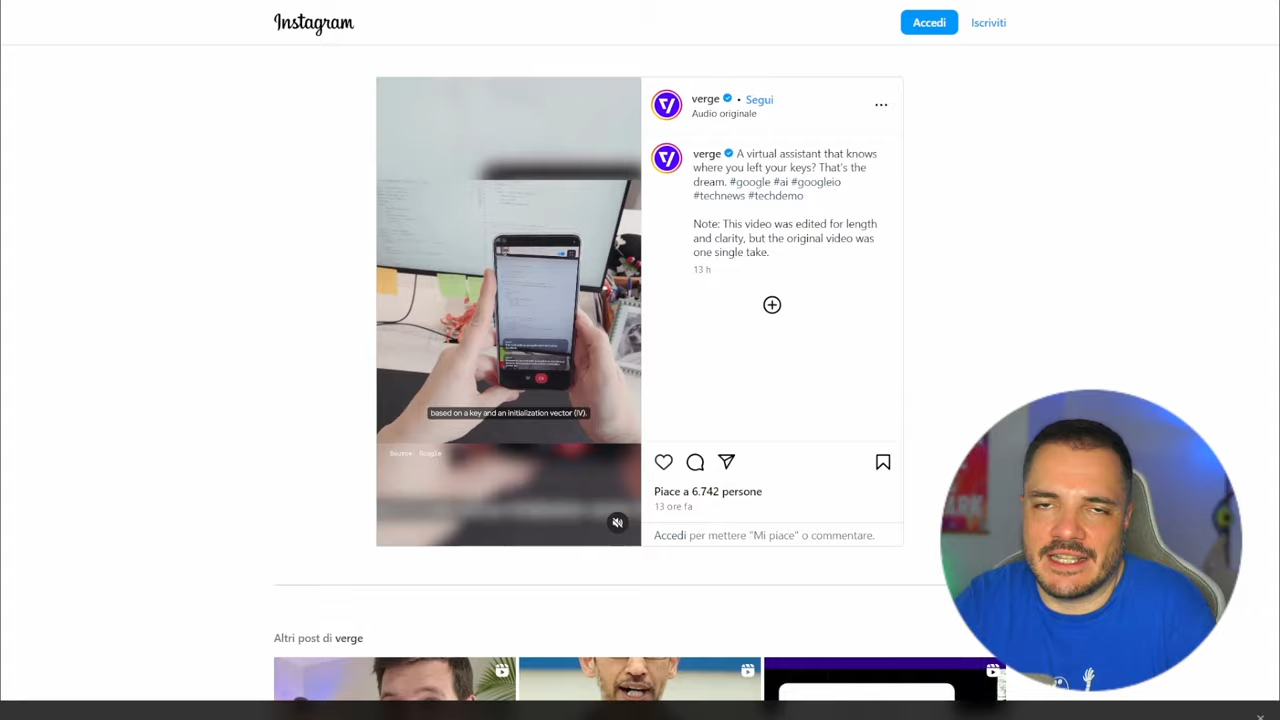 Instagram
Accedi
Iscriviti
verge • Segui
Audio originale
verge A virtual assistant that knows
where you left your keys? That's the
dream. #google #ai #googleio
#technews #techdemo
Note: This video was edited for length
and clarity, but the original video was
one single take.
13 h
based on a key and an initialization vector (IV).
Source: Google
Piace a 6.742 persone
13 ore fa
Accedi per mettere "Mi piace" o commentare.
Altri post di verge